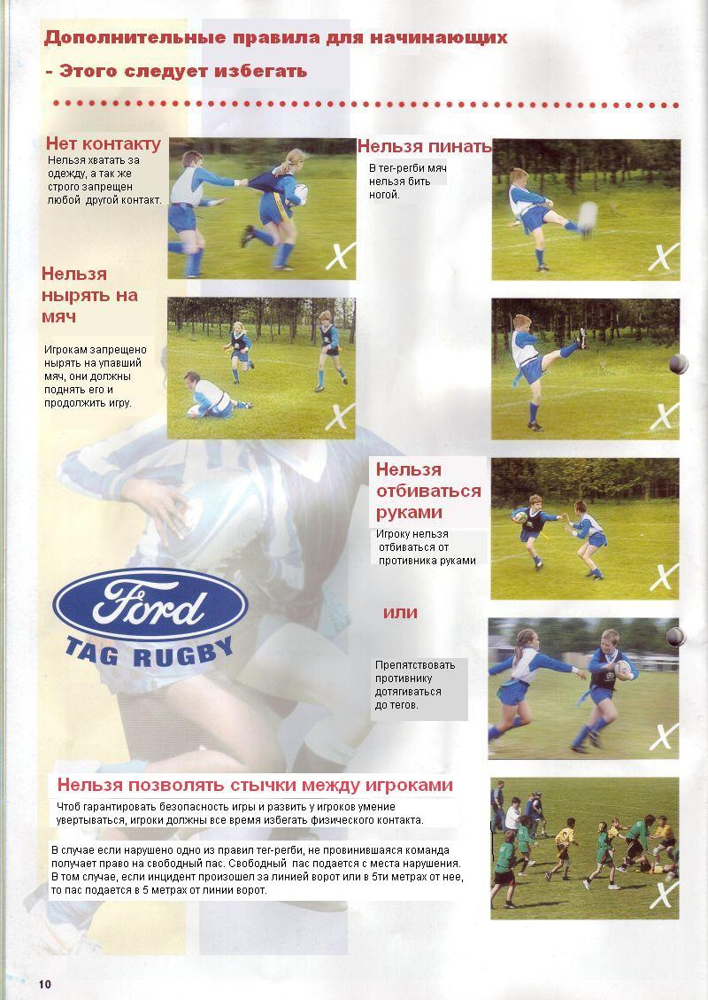 Дополнительные правила для начинающих
- Этого следует избегать
Нет контакту
Нельзя хватать за
одежду, а так же
строго запрещен
любой другой контакт.
Нельзя пинать
В тег-регби мяч
нельзя бить
ногой.
Нельзя
нырять на
мяч
Игрокам запрещено
нырять на упавший
мяч, они должны
поднять его и
продолжить игру.
Нельзя
отбиваться
руками
Игроку нельзя
отбиваться от
противника руками
или
Препятствовать
противнику
дотягиваться
до тегов.
Ford
TAG RUGBY
Нельзя позволять стычки между игроками
Чтоб гарантировать безопасность игры и развить у игроков умение
увертываться, игроки должны все время избегать физического контакта.
В случае если нарушено одно из правил тег-регби, не провинившаяся команда
получает право на свободный пас. Свободный пас подается с места нарушения.
В том случае, если инцидент произошел за линией ворот или в 5ти метрах от нее,
то пас подается в 5 метрах от линии ворот.
10